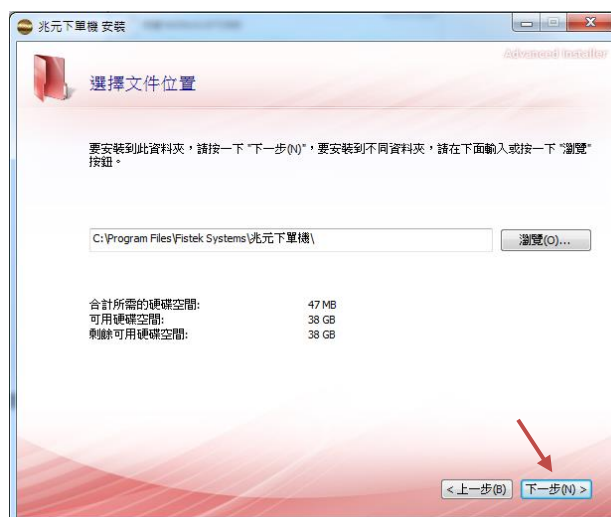 兆元下單機 安裝
Advanced Installer
選擇文件位置
要安裝到此資料夾，請按一下 "下一步(N)"，要安裝到不同資料夾，請在下面輸入或按一下 "瀏覽"
按鈕。
C:\Program Files\Fistek Systems\兆元下單機\
瀏覽(O)...
合計所需的硬碟空間: 47 MB
可用硬碟空間: 38 GB
剩餘可用硬碟空間: 38 GB
< 上一步(B) 下一步(N) >